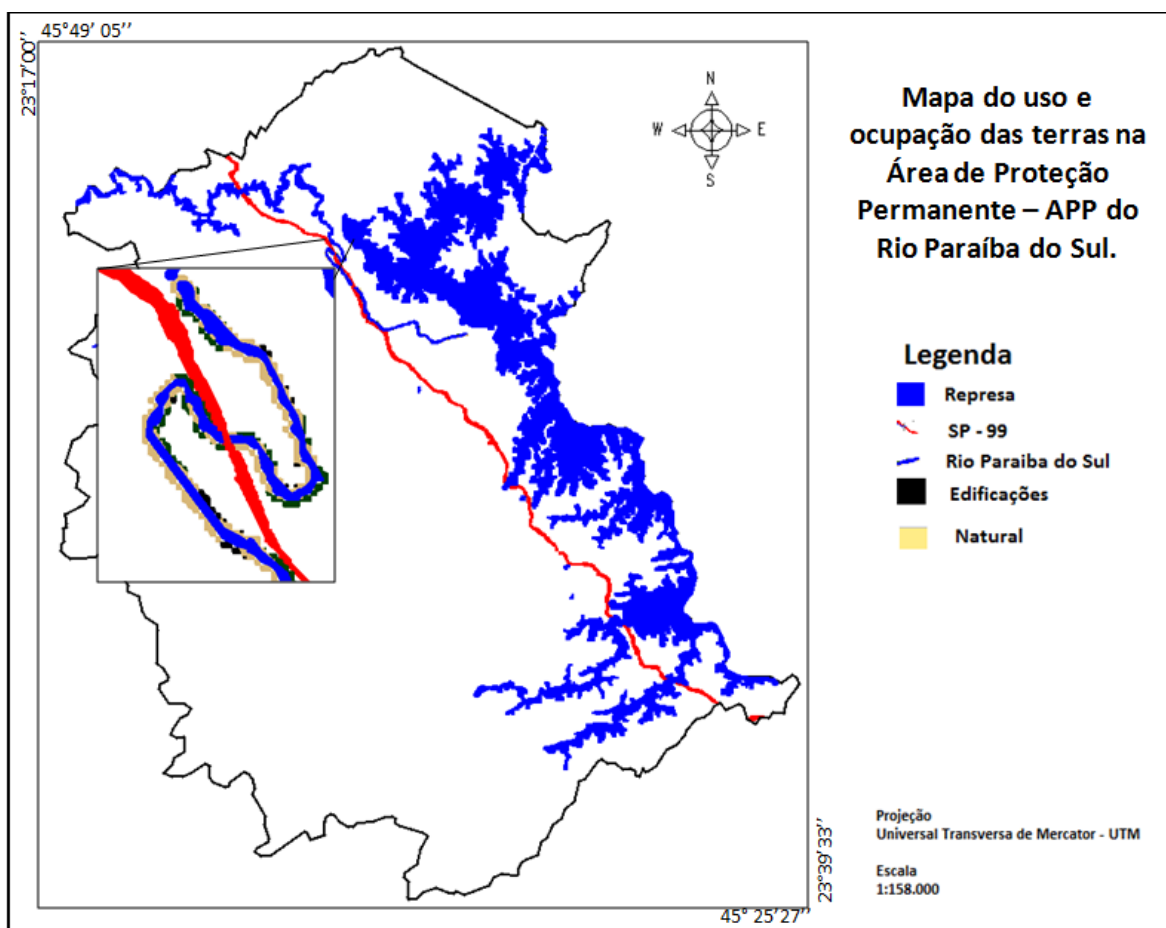 45°49' 05''
23°17'00''
N
W
E
S
Mapa do uso e
ocupação das terras na
Área de Proteção
Permanente – APP do
Rio Paraíba do Sul.
Legenda
Represa
SP - 99
Rio Paraiba do Sul
Edificações
Natural
Projeção
Universal Transversa de Mercator - UTM
Escala
1:158.000
23°39'33''
45° 25'27''